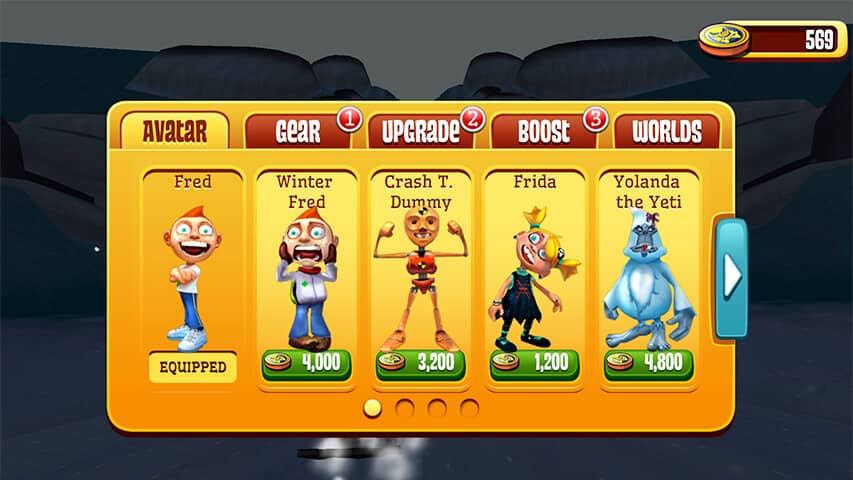 569
AVATAR
GEAR
1
UPGRADE
2
BOOST
3
WORLDS
Fred
Winter
Fred
Crash T.
Dummy
Frida
Yolanda
the Yeti
EQUIPPED
4,000
3,200
1,200
4,800